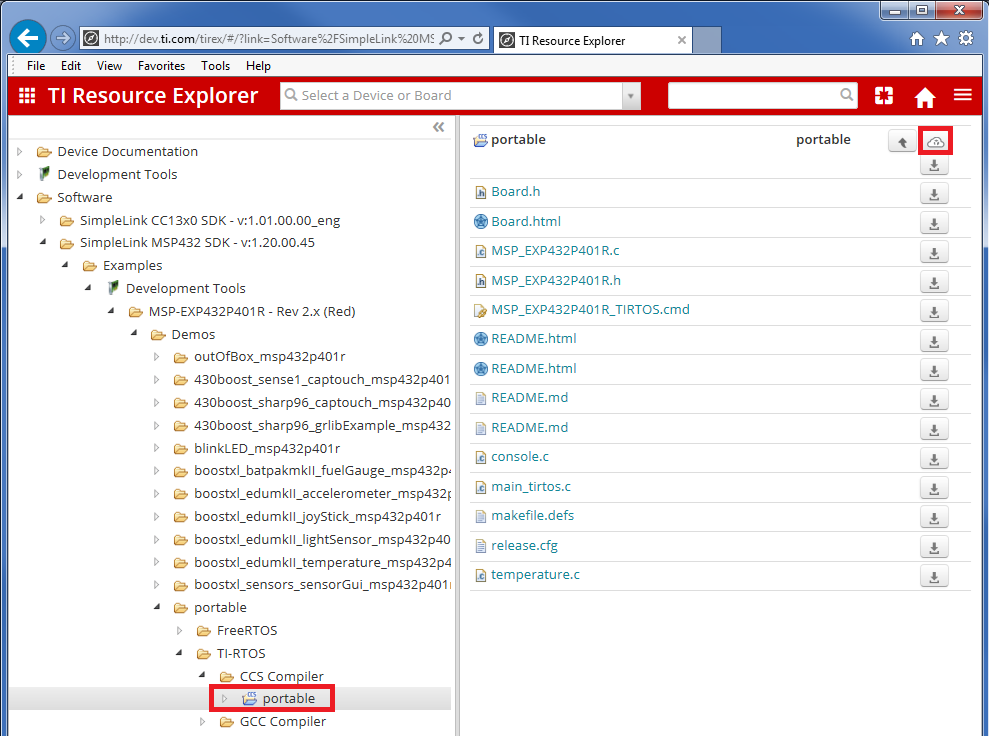 http://dev.ti.com/tirex/#/?link=Software%2FSimpleLink%20MS
TI Resource Explorer
File Edit View Favorites Tools Help
TI Resource Explorer
Select a Device or Board
Device Documentation
Development Tools
Software
SimpleLink CC13x0 SDK - v:1.01.00.00_eng
SimpleLink MSP432 SDK - v:1.20.00.45
Examples
Development Tools
MSP-EXP432P401R - Rev 2.x (Red)
Demos
outOfBox_msp432p401r
430boost_sense1_captouch_msp432p401
430boost_sharp96_captouch_msp432p40
430boost_sharp96_grlibExample_msp432
blinkLED_msp432p401r
boostxl_batpakmkII_fuelGauge_msp432p4
boostxl_edumkII_accelerometer_msp432p
boostxl_edumkII_joyStick_msp432p401r
boostxl_edumkII_lightSensor_msp432p40
boostxl_edumkII_temperature_msp432p4
boostxl_sensors_sensorGui_msp432p401r
portable
FreeRTOS
TI-RTOS
CCS Compiler
portable
GCC Compiler
portable portable
Board.h
Board.html
MSP_EXP432P401R.c
MSP_EXP432P401R.h
MSP_EXP432P401R_TIRTOS.cmd
README.html
README.html
README.md
README.md
console.c
main_tirtos.c
makefile.defs
release.cfg
temperature.c